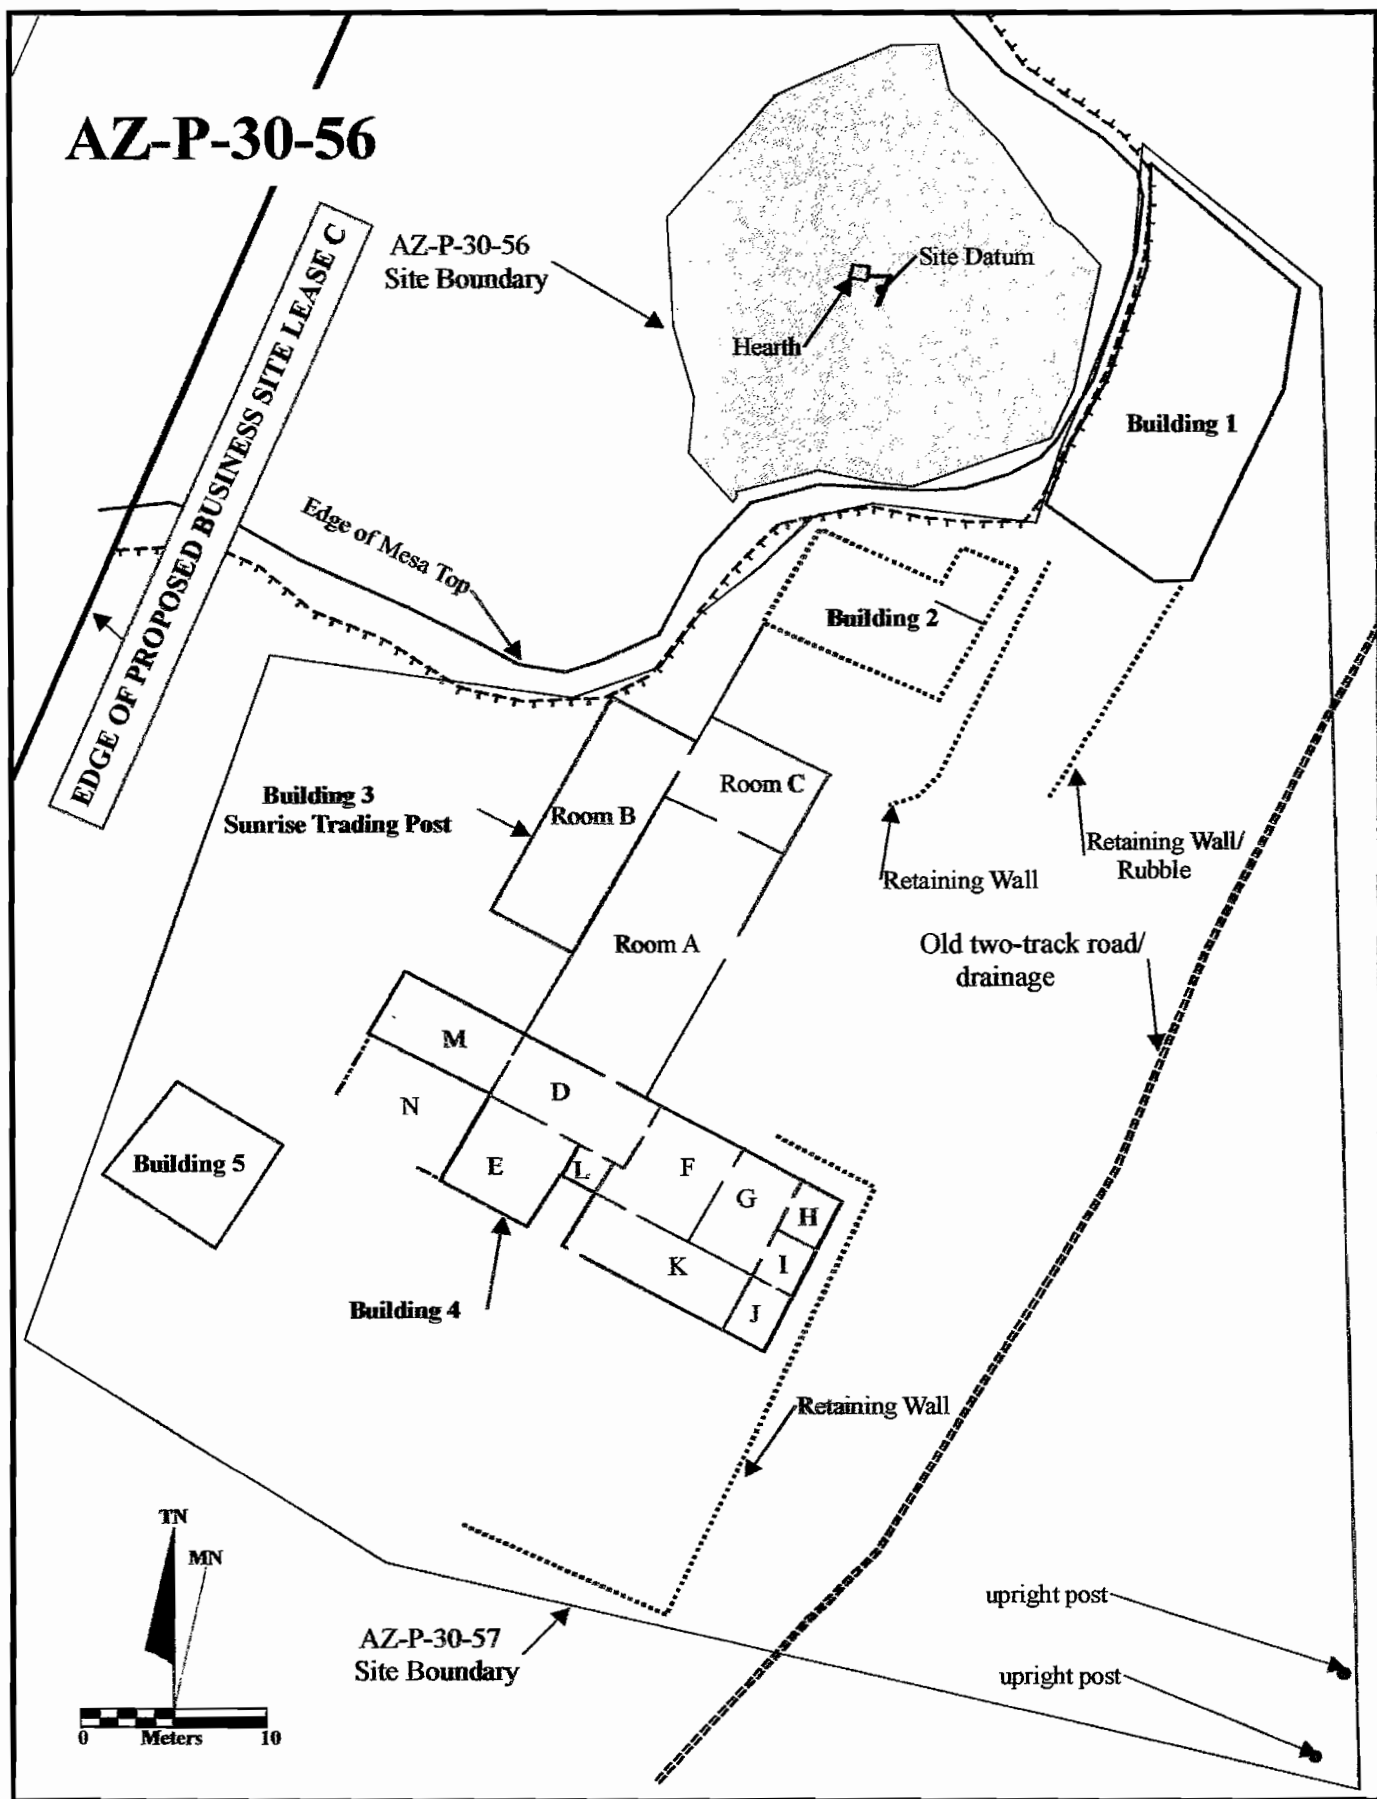 AZ-P-30-56
EDGE OF PROPOSED BUSINESS SITE LEASE C
AZ-P-30-56
Site Boundary
Site Datum
Hearth
Building 1
Edge of Mesa Top
Building 2
Building 3
Sunrise Trading Post
Room B
Room C
Retaining Wall
Retaining Wall/
Rubble
Room A
Old two-track road/
drainage
M
D
N
Building 5
E
L
F
G
H
I
K
J
Building 4
Retaining Wall
TN
MN
0 Meters 10
AZ-P-30-57
Site Boundary
upright post
upright post